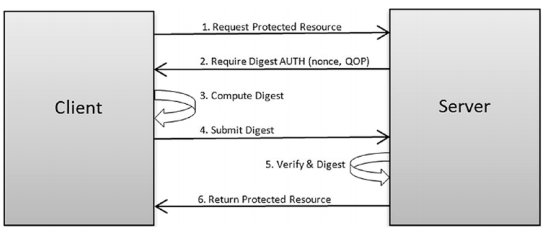 1. Request Protected Resource
2. Require Digest AUTH (nonce, QOP)
Client
3. Compute Digest
Server
4. Submit Digest
5. Verify & Digest
6. Return Protected Resource